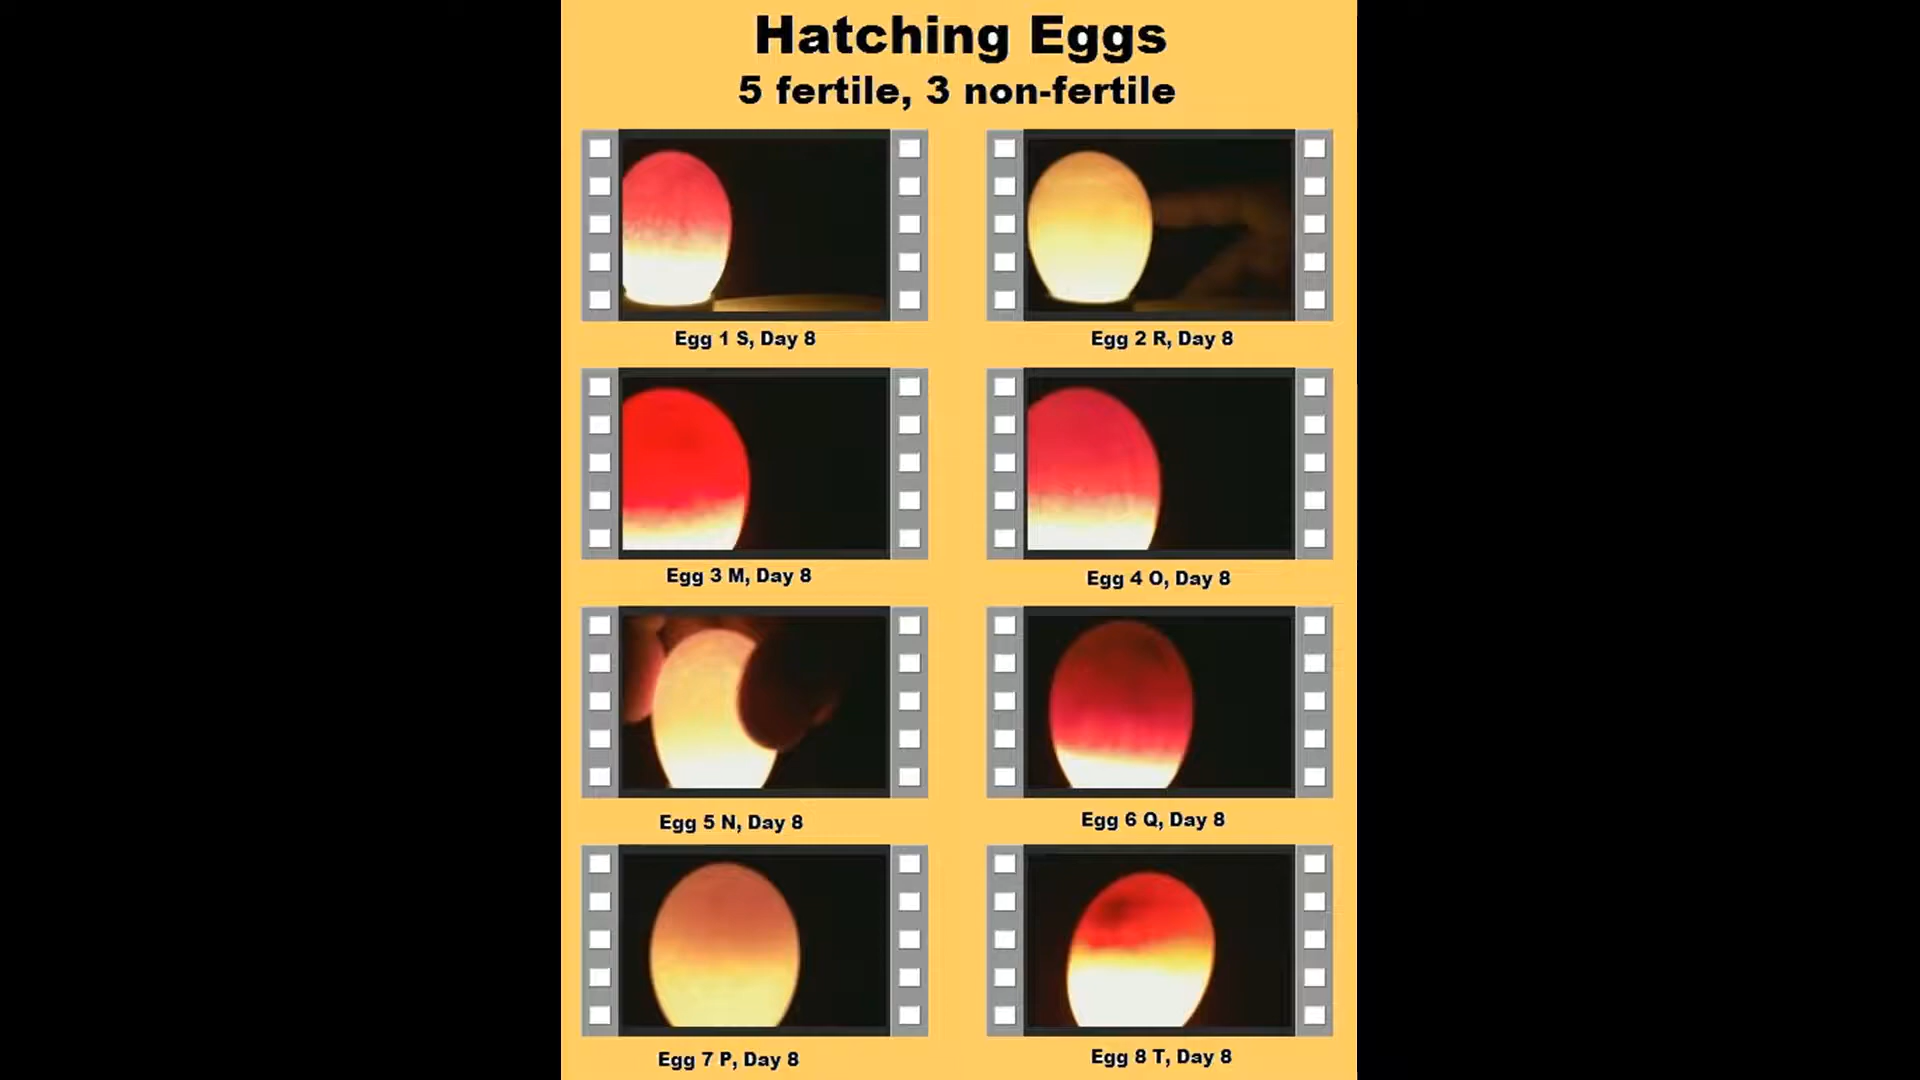 Hatching Eggs
5 fertile, 3 non-fertile
Egg 1 S, Day 8
Egg 2 R, Day 8
Egg 3 M, Day 8
Egg 4 O, Day 8
Egg 5 N, Day 8
Egg 6 Q, Day 8
Egg 7 P, Day 8
Egg 8 T, Day 8